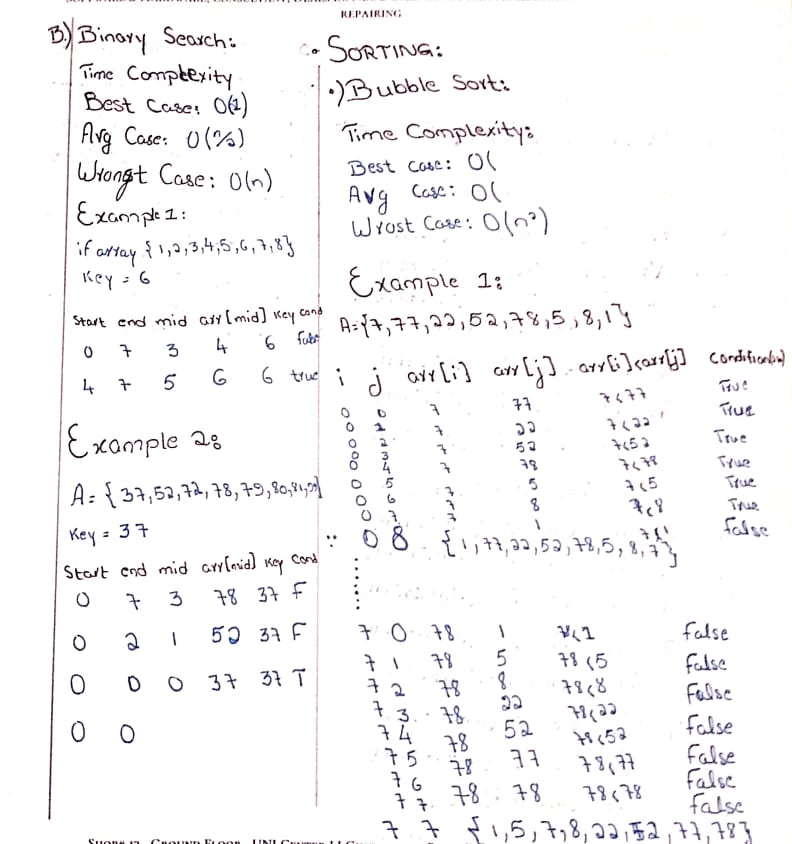 REPAIRING
B.) Binary Search:
Time Complexity
Best Case: O(1)
Avg Case: O(n/2)
Wrongt Case: O(n)
Example 1:
if array {1,2,3,4,5,6,7,8}
Key = 6
Start end mid arr[mid] Key Cond
0 7 3 4 6 false
4 7 5 6 6 true
Example 2:
A = {37,52,72,78,79,80,81,
Key = 37
Start end mid arr[mid] Key Cond
0 7 3 78 37 F
0 2 1 52 37 F
0 0 0 37 37 T
0 0
SORTING:
.) Bubble Sort:
Time Complexity:
Best Case: O(
Avg Case: O(
Wrost Case: O(n²)
Example 1:
A={7,77,22,52,78,5,8,1}
i j arr[i] arr[j] arr[i]<arr[j] Condition
0 0 7 77 7<77 True
0 1 7 22 7<22 True
0 2 7 52 7<52 True
0 3 7 78 7<78 True
0 4
0 5 7 5 7<5 True
0 6 7 8 7<8 True
0 7 7 1 7<1 false
0 8 {1,77,22,52,78,5,8,7}
7 0 78 1 false
7 1 78 5 78<5 false
7 2 78 8 78<8 False
7 3 78 22 78<22
7 4 78 52 78<52 false
7 5 78 77 78<77 False
7 6 78 78 78<78 false
7 7 false
7 7 {1,5,7,8,22,52,77,78}